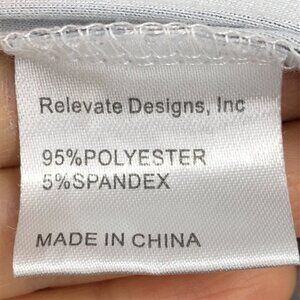 Relevate Designs, Inc
95%POLYESTER
5%SPANDEX
MADE IN CHINA